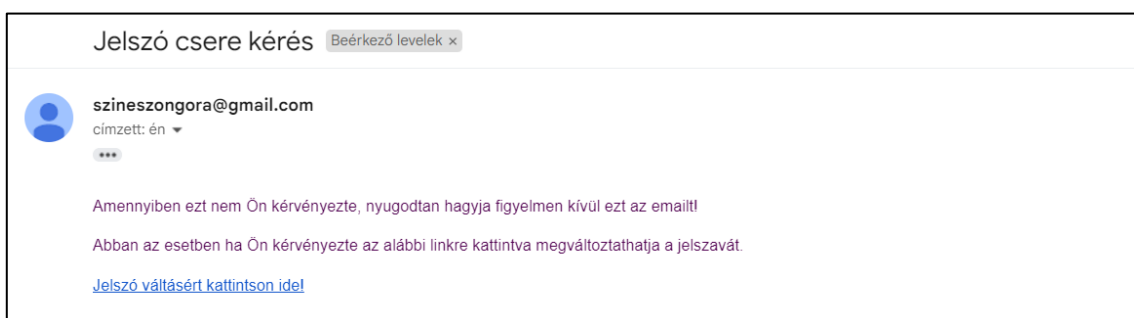 Jelszó csere kérés Beérkező levelek ×
szineszongora@gmail.com
címzett: én
Amennyiben ezt nem Ön kérvényezte, nyugodtan hagyja figyelmen kívül ezt az emailt!
Abban az esetben ha Ön kérvényezte az alábbi linkre kattintva megváltoztathatja a jelszavát.
Jelszó váltásért kattintson ide!